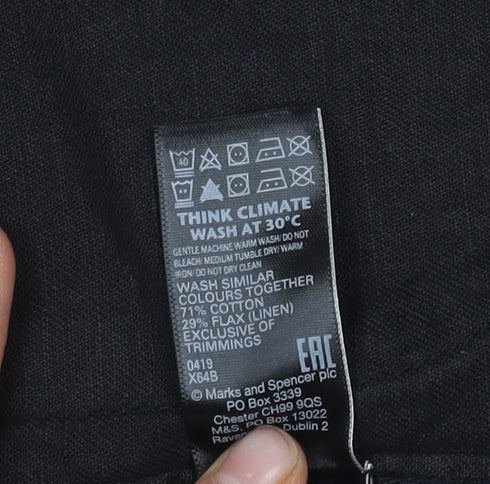 40
THINK CLIMATE
WASH AT 30°C
GENTLE MACHINE WARM WASH/ DO NOT
BLEACH/ MEDIUM TUMBLE DRY/ WARM
IRON/ DO NOT DRY CLEAN
WASH SIMILAR
COLOURS TOGETHER
71% COTTON
29% FLAX (LINEN)
EXCLUSIVE OF
TRIMMINGS
EAC
0419
X64B
© Marks and Spencer plc
PO Box 3339
Chester CH99 9QS
M&S, PO Box 13022
Dublin 2